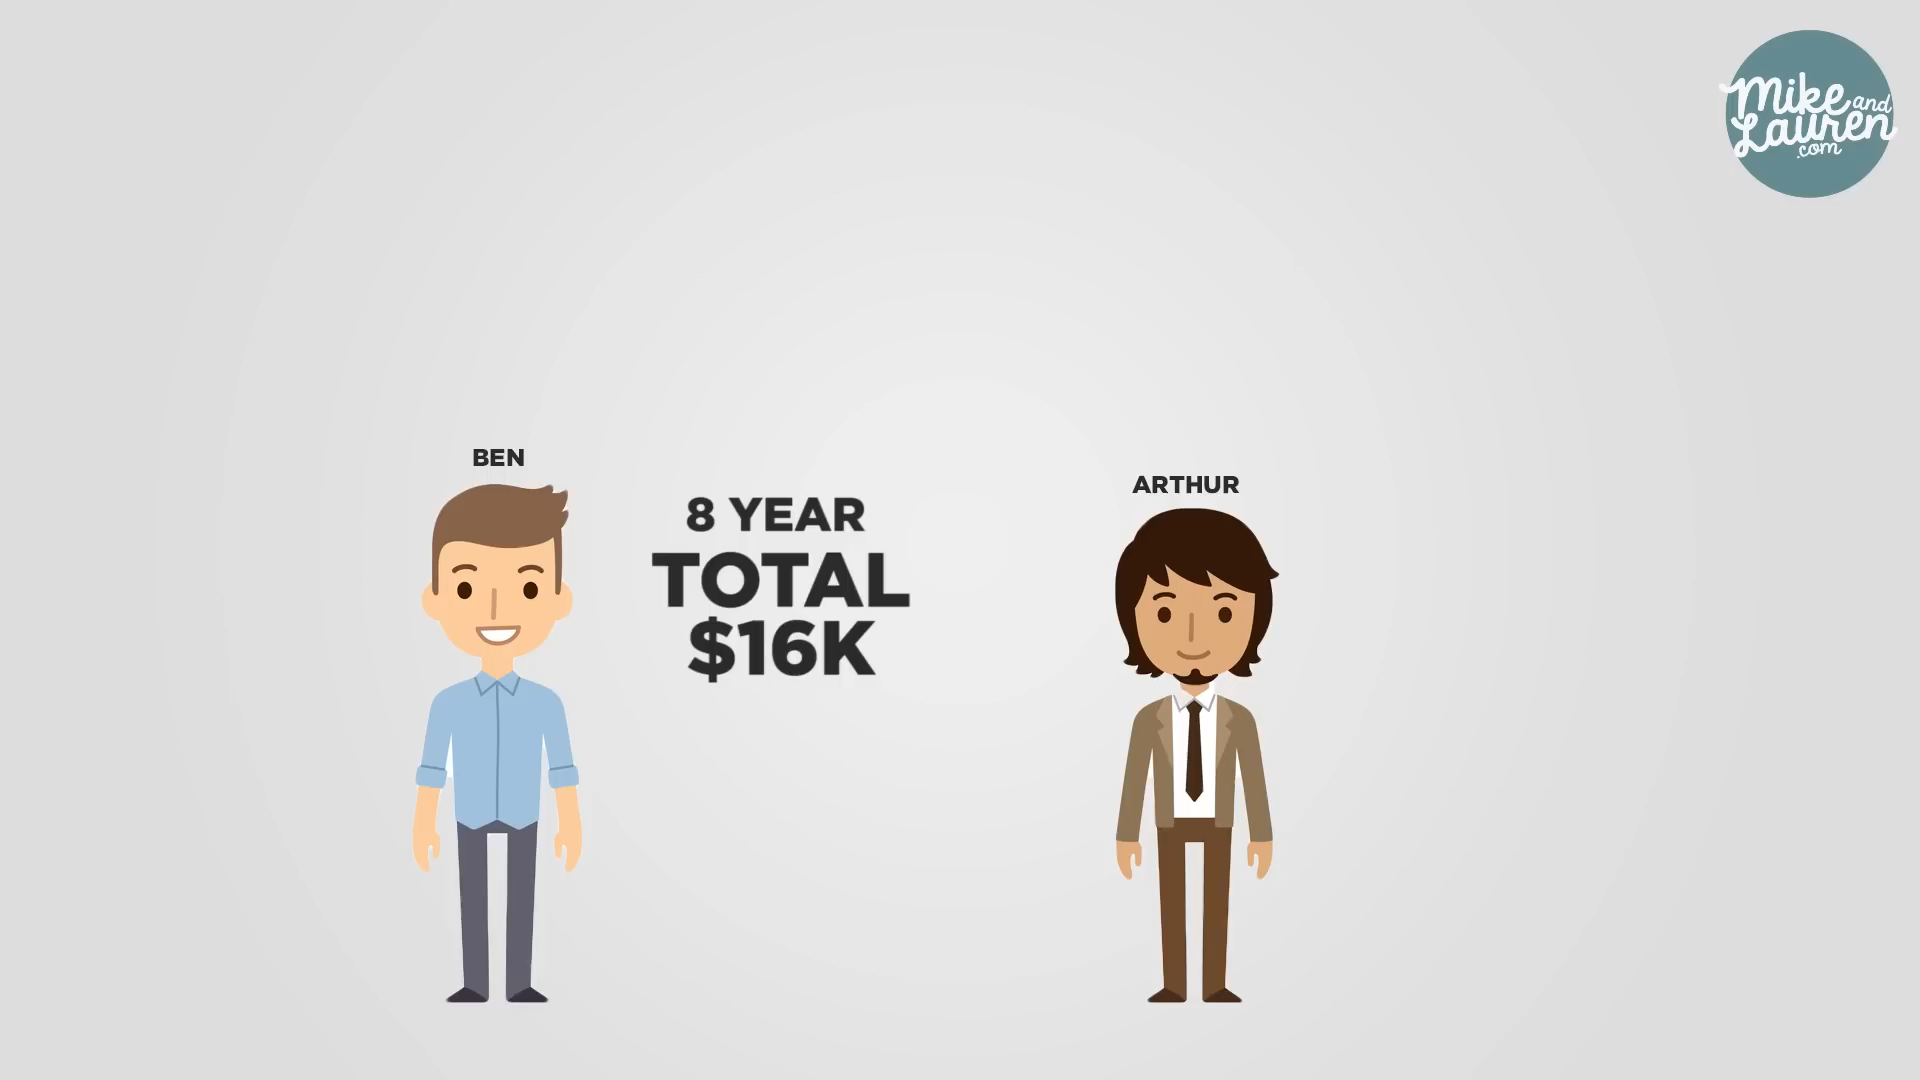 Mike and
Lauren
.com
BEN
8 YEAR
TOTAL
$16K
ARTHUR